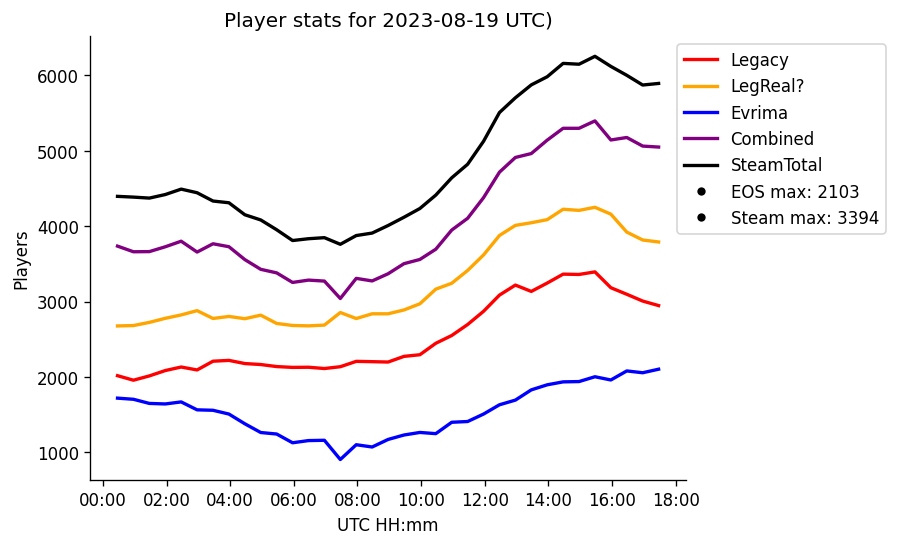 Player stats for 2023-08-19 UTC)
Legacy
LegReal?
Evrima
Combined
SteamTotal
EOS max: 2103
Steam max: 3394
Players
6000
5000
4000
3000
2000
1000
00:00 02:00 04:00 06:00 08:00 10:00 12:00 14:00 16:00 18:00
UTC HH:mm